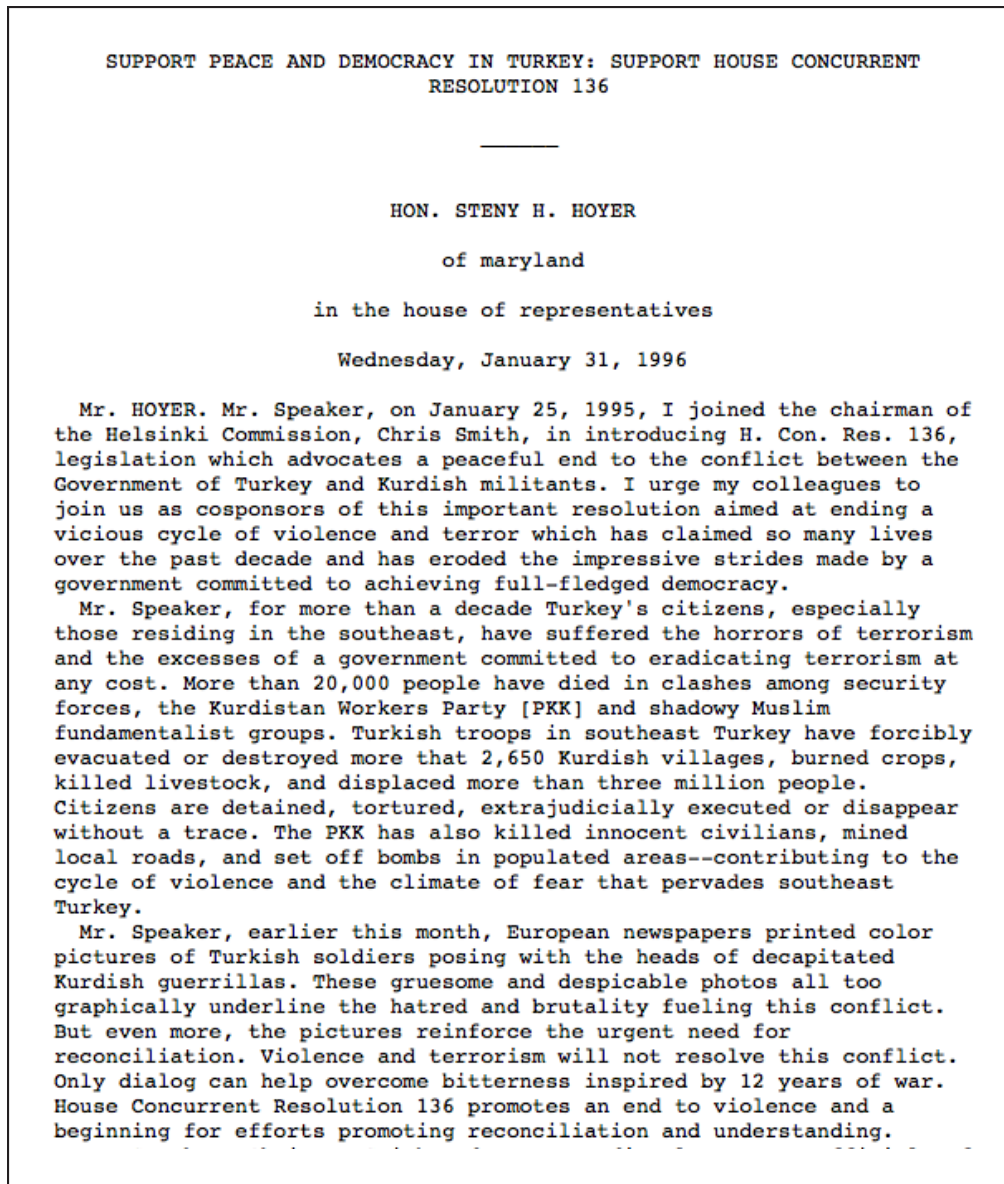 SUPPORT PEACE AND DEMOCRACY IN TURKEY: SUPPORT HOUSE CONCURRENT
RESOLUTION 136
______
HON. STENY H. HOYER
of maryland
in the house of representatives
Wednesday, January 31, 1996
Mr. HOYER. Mr. Speaker, on January 25, 1995, I joined the chairman of
the Helsinki Commission, Chris Smith, in introducing H. Con. Res. 136,
legislation which advocates a peaceful end to the conflict between the
Government of Turkey and Kurdish militants. I urge my colleagues to
join us as cosponsors of this important resolution aimed at ending a
vicious cycle of violence and terror which has claimed so many lives
over the past decade and has eroded the impressive strides made by a
government committed to achieving full-fledged democracy.
Mr. Speaker, for more than a decade Turkey's citizens, especially
those residing in the southeast, have suffered the horrors of terrorism
and the excesses of a government committed to eradicating terrorism at
any cost. More than 20,000 people have died in clashes among security
forces, the Kurdistan Workers Party [PKK] and shadowy Muslim
fundamentalist groups. Turkish troops in southeast Turkey have forcibly
evacuated or destroyed more that 2,650 Kurdish villages, burned crops,
killed livestock, and displaced more than three million people.
Citizens are detained, tortured, extrajudicially executed or disappear
without a trace. The PKK has also killed innocent civilians, mined
local roads, and set off bombs in populated areas--contributing to the
cycle of violence and the climate of fear that pervades southeast
Turkey.
Mr. Speaker, earlier this month, European newspapers printed color
pictures of Turkish soldiers posing with the heads of decapitated
Kurdish guerrillas. These gruesome and despicable photos all too
graphically underline the hatred and brutality fueling this conflict.
But even more, the pictures reinforce the urgent need for
reconciliation. Violence and terrorism will not resolve this conflict.
Only dialog can help overcome bitterness inspired by 12 years of war.
House Concurrent Resolution 136 promotes an end to violence and a
beginning for efforts promoting reconciliation and understanding.